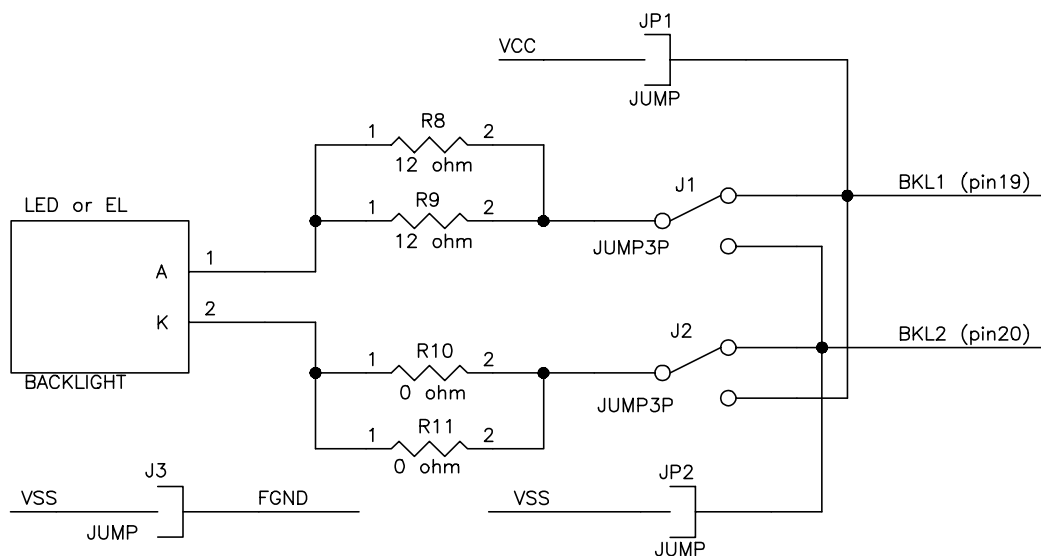 JP1
VCC
JUMP
R8
1 2
12 ohm
R9
1 2
12 ohm
J1
JUMP3P
BKL1 (pin19)
LED or EL
A 1
K 2
BACKLIGHT
R10
1 2
0 ohm
R11
1 2
0 ohm
J2
JUMP3P
BKL2 (pin20)
J3
VSS FGND
JUMP
JP2
VSS
JUMP